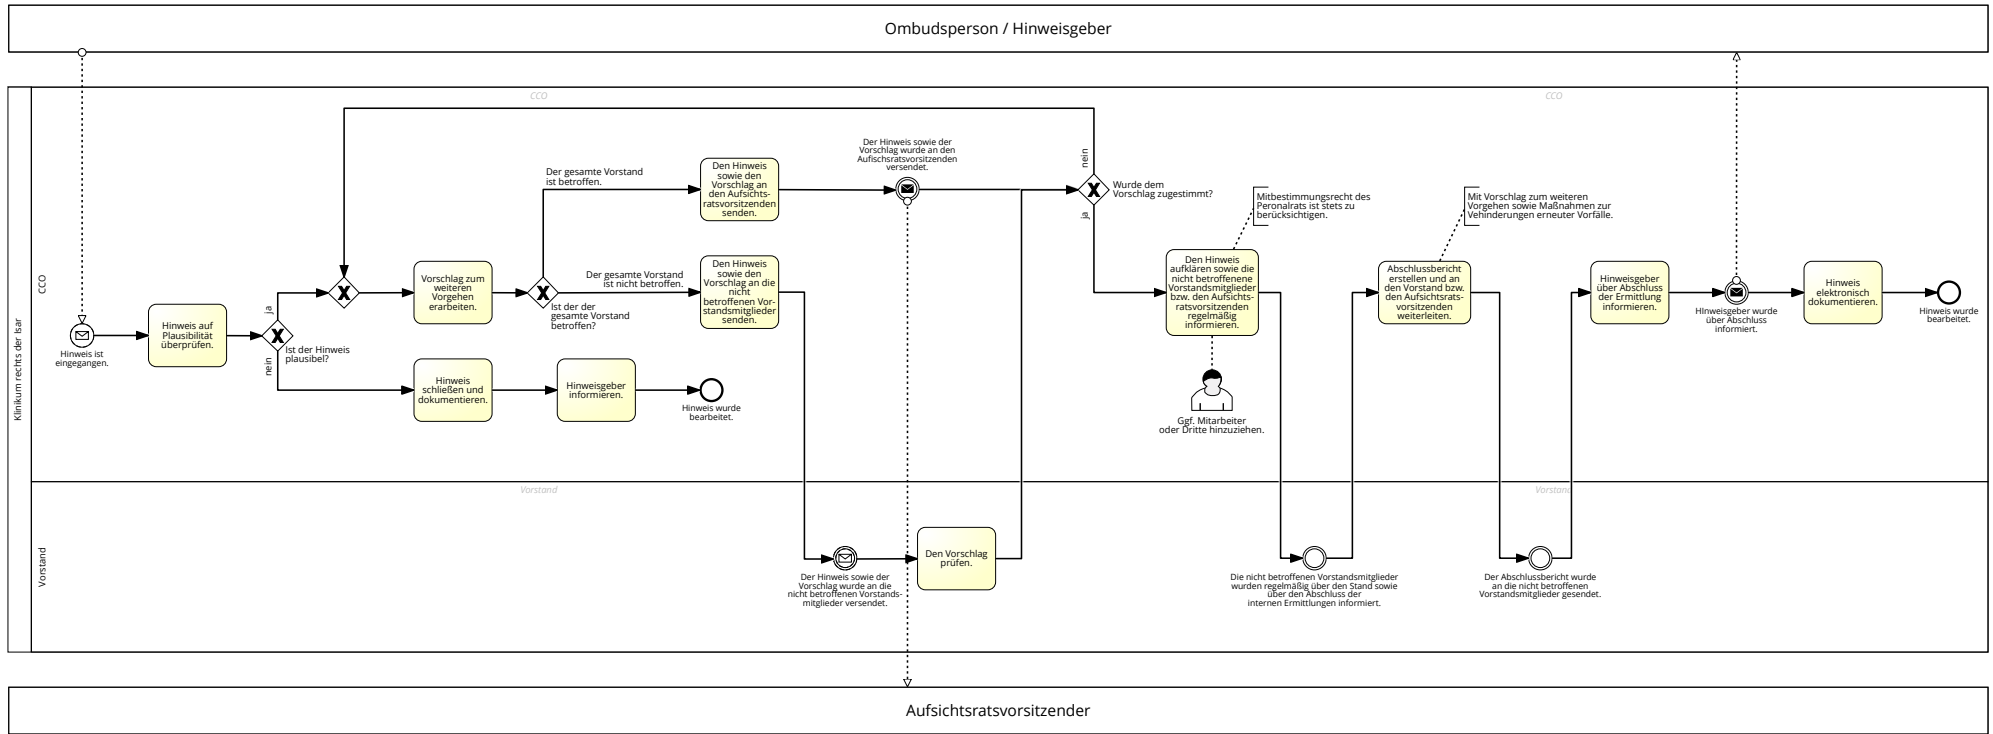 Ombudsperson / Hinweisgeber
Klinikum rechts der Isar
CCO
CCO
CCO
Hinweis ist
eingegangen.
Hinweis auf
Plausibilität
überprüfen.
ja
nein
Ist der Hinweis
plausibel?
Vorschlag zum
weiteren
Vorgehen
erarbeiten.
Hinweis
schließen und
dokumentieren.
Hinweisgeber
informieren.
Hinweis wurde
bearbeitet.
Ist der der
gesamte Vorstand
betroffen?
Der gesamte Vorstand
ist betroffen.
Der gesamte Vorstand
ist nicht betroffen.
Den Hinweis
sowie den
Vorschlag an
den Aufsichts-
ratsvorsitzenden
senden.
Den Hinweis
sowie den
Vorschlag an die
nicht
betroffenen Vor-
standsmitglieder
senden.
Der Hinweis sowie der
Vorschlag wurde an den
Aufischsratsvorsitzenden
versendet.
nein
ja
Wurde dem
Vorschlag zugestimmt?
Mitbestimmungsrecht des
Peronalrats ist stets zu
berücksichtigen.
Den Hinweis
aufklären sowie die
nicht betroffenene
Vorstandsmitglieder
bzw. den Aufsichts-
ratsvorsitzenden
regelmäßig
informieren.
Ggf. Mitarbeiter
oder Dritte hinzuziehen.
Mit Vorschlag zum weiteren
Vorgehen sowie Maßnahmen zur
Vehinderungen erneuter Vorfälle.
Abschlussbericht
erstellen und an
den Vorstand bzw.
den Aufsichtsrats-
vorsitzenden
weiterleiten.
Hinweisgeber
über Abschluss
der Ermittlung
informieren.
HInweisgeber wurde
über Abschluss
informiert.
Hinweis
elektronisch
dokumentieren.
Hinweis wurde
bearbeitet.
Vorstand
Vorstand
Vorstand
Der Hinweis sowie der
Vorschlag wurde an die
nicht betroffenen Vorstands-
mitglieder versendet.
Den Vorschlag
prüfen.
Die nicht betroffenen Vorstandsmitglieder
wurden regelmäßig über den Stand sowie
über den Abschluss der
internen Ermittlungen informiert.
Der Abschlussbericht wurde
an die nicht betroffenen
Vorstandsmitglieder gesendet.
Aufsichtsratsvorsitzender